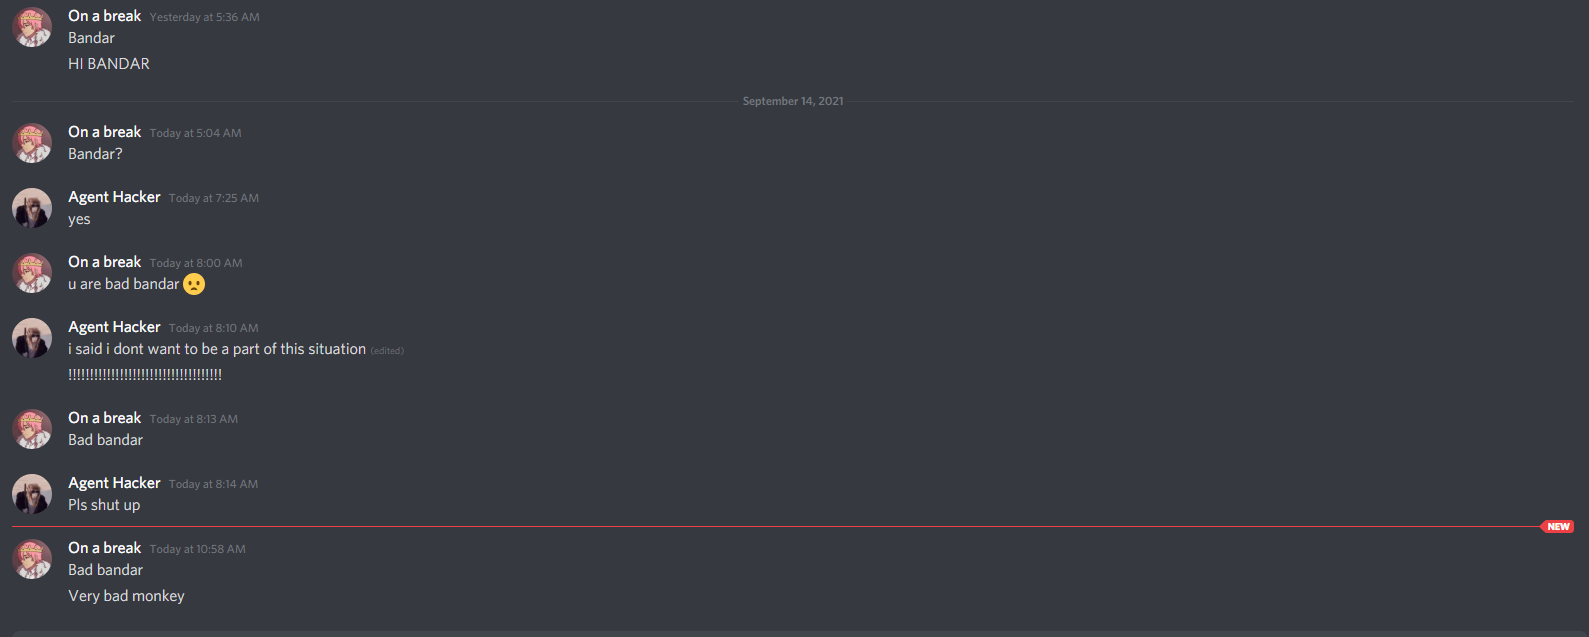 On a break Yesterday at 5:36 AM
Bandar
HI BANDAR
September 14, 2021
On a break Today at 5:04 AM
Bandar?
Agent Hacker Today at 7:25 AM
yes
On a break Today at 8:00 AM
u are bad bandar
Agent Hacker Today at 8:10 AM
i said i dont want to be a part of this situation (edited)
!!!!!!!!!!!!!!!!!!!!!!!!!!!!!!!!!!!!
On a break Today at 8:13 AM
Bad bandar
Agent Hacker Today at 8:14 AM
Pls shut up
NEW
On a break Today at 10:58 AM
Bad bandar
Very bad monkey